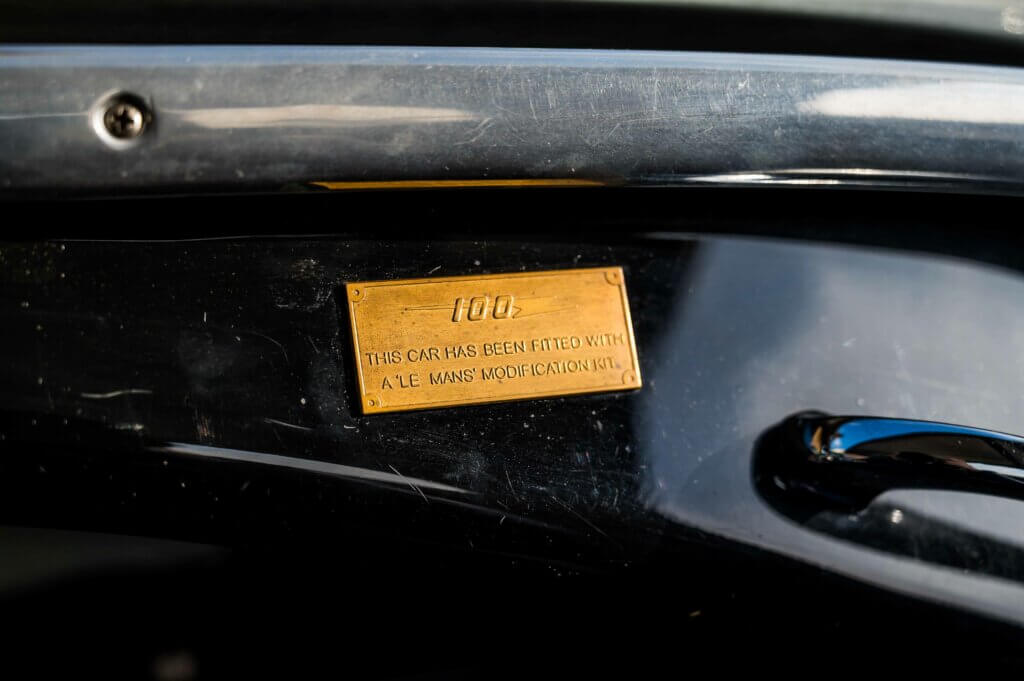 100
THIS CAR HAS BEEN FITTED WITH
A 'LE MANS' MODIFICATION KIT